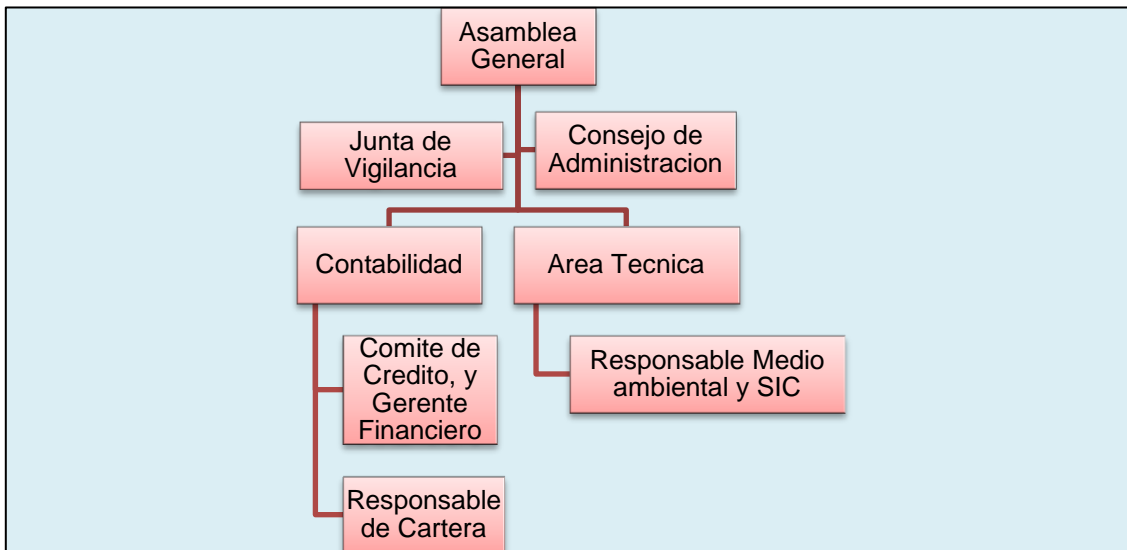 Asamblea
General
Junta de
Vigilancia
Consejo de
Administracion
Contabilidad
Area Tecnica
Comite de
Credito, y
Gerente
Financiero
Responsable Medio
ambiental y SIC
Responsable
de Cartera